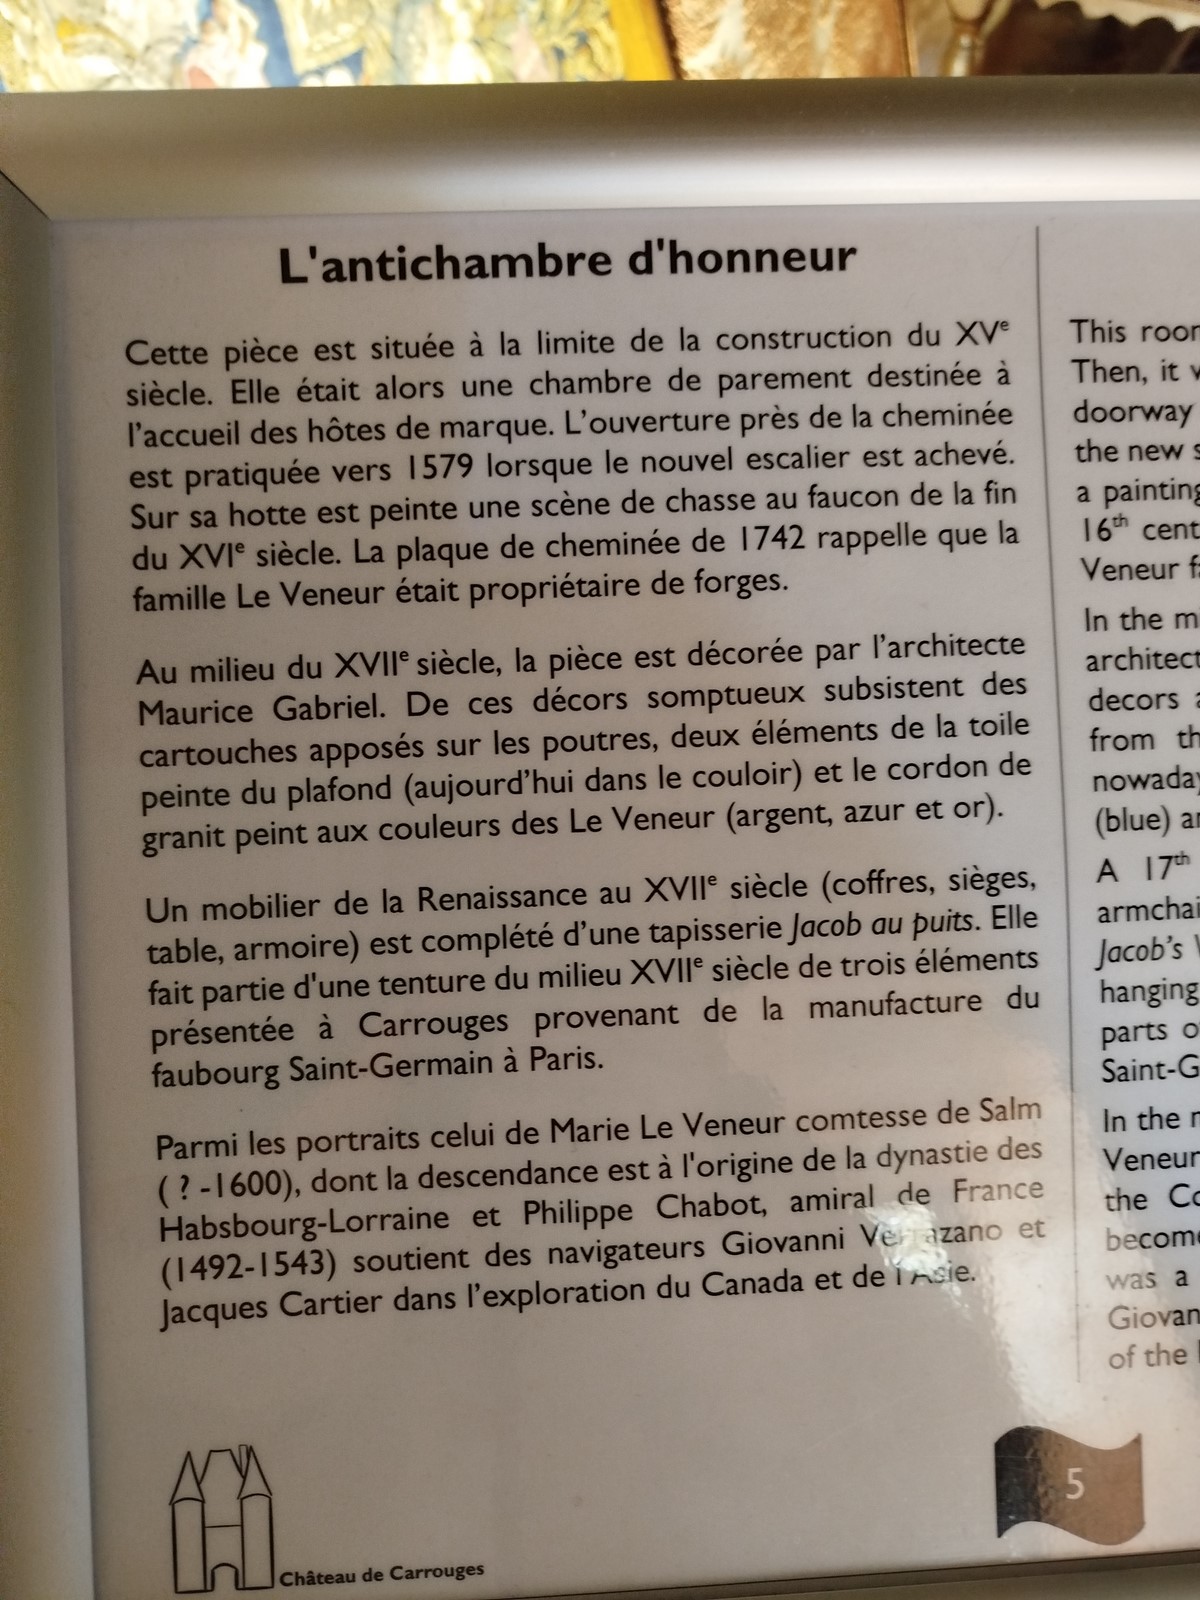 L'antichambre d'honneur
Cette pièce est située à la limite de la construction du XVe
siècle. Elle était alors une chambre de parement destinée à
l’accueil des hôtes de marque. L’ouverture près de la cheminée
est pratiquée vers 1579 lorsque le nouvel escalier est achevé.
Sur sa hotte est peinte une scène de chasse au faucon de la fin
du XVIe siècle. La plaque de cheminée de 1742 rappelle que la
famille Le Veneur était propriétaire de forges.
Au milieu du XVIIe siècle, la pièce est décorée par l’architecte
Maurice Gabriel. De ces décors somptueux subsistent des
cartouches apposés sur les poutres, deux éléments de la toile
peinte du plafond (aujourd’hui dans le couloir) et le cordon de
granit peint aux couleurs des Le Veneur (argent, azur et or).
Un mobilier de la Renaissance au XVIIe siècle (coffres, sièges,
table, armoire) est complété d’une tapisserie Jacob au puits. Elle
fait partie d'une tenture du milieu XVIIe siècle de trois éléments
présentée à Carrouges provenant de la manufacture du
faubourg Saint-Germain à Paris.
Parmi les portraits celui de Marie Le Veneur comtesse de Salm
( ? -1600), dont la descendance est à l'origine de la dynastie des
Habsbourg-Lorraine et Philippe Chabot, amiral de France
(1492-1543) soutient des navigateurs Giovanni Verrazano et
Jacques Cartier dans l’exploration du Canada et de l'Asie.
Château de Carrouges
This
Then, it
doorway
the new
a
16th
Veneur
In the
decors
from
(blue)
A 17th
Jacob’s
hanging
parts
In the
the
was a
of the
5